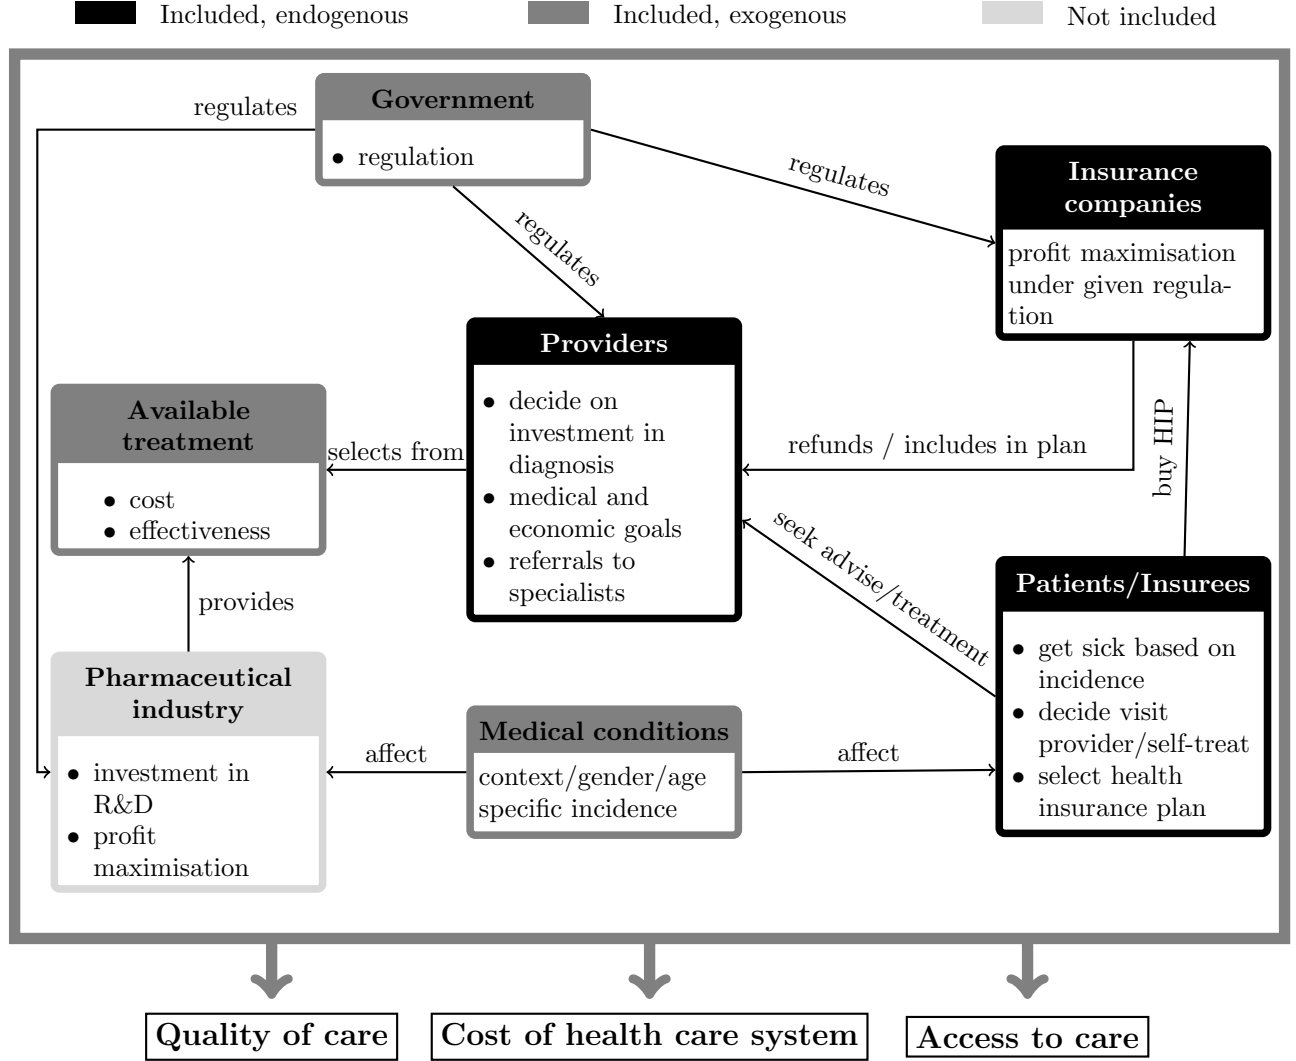 Included, endogenous
Included, exogenous
Not included
Government
• regulation
regulates
regulates
regulates
Insurance
companies
profit maximisation
under given regula-
tion
Providers
• decide on
investment in
diagnosis
• medical and
economic goals
• referrals to
specialists
Available
treatment
• cost
• effectiveness
selects from
refunds / includes in plan
buy HIP
seek advise/treatment
provides
Patients/Insurees
• get sick based on
incidence
• decide visit
provider/self-treat
• select health
insurance plan
Pharmaceutical
industry
• investment in
R&D
• profit
maximisation
affect
Medical conditions
context/gender/age
specific incidence
affect
Quality of care
Cost of health care system
Access to care